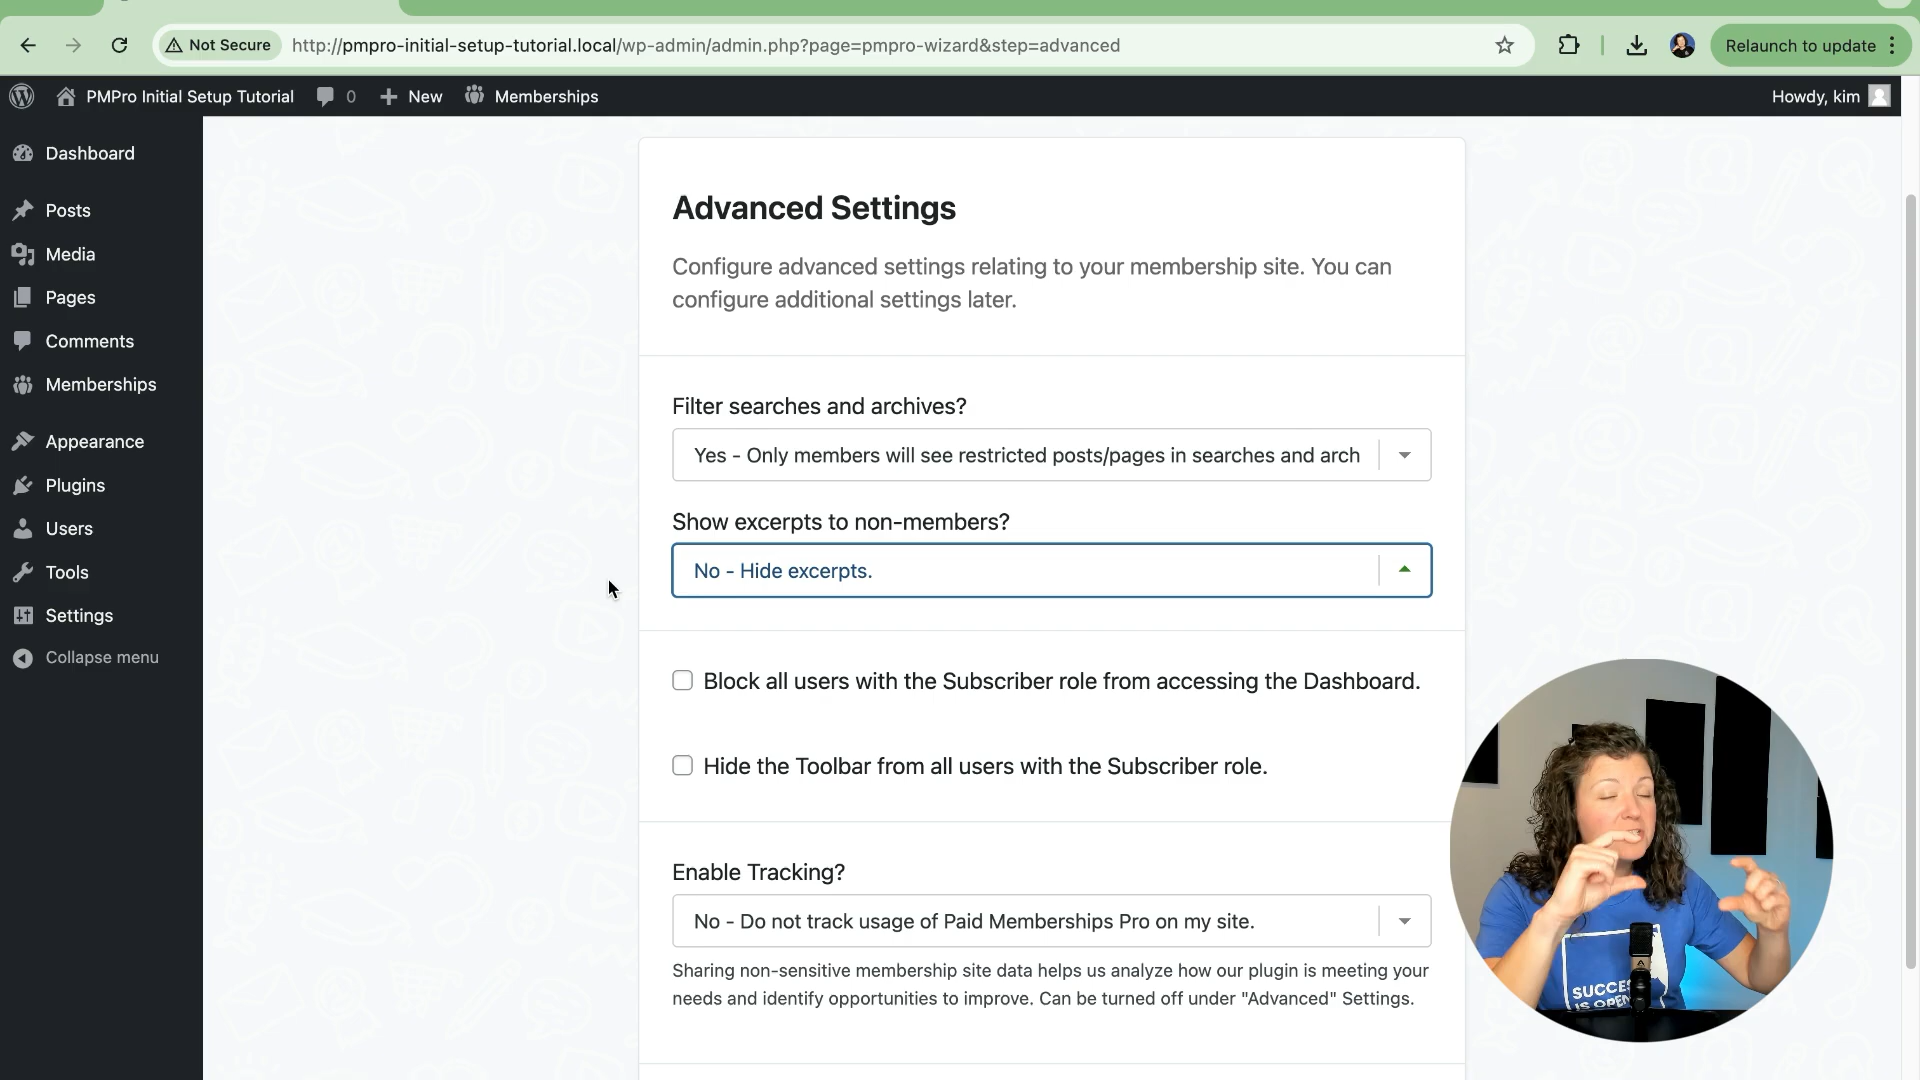 Not Secure
http://pmpro-initial-setup-tutorial.local/wp-admin/admin.php?page=pmpro-wizard&step=advanced
Relaunch to update
PMPro Initial Setup Tutorial
0
New
Memberships
Howdy, kim
Dashboard
Posts
Media
Pages
Comments
Memberships
Appearance
Plugins
Users
Tools
Settings
Collapse menu
Advanced Settings
Configure advanced settings relating to your membership site. You can
configure additional settings later.
Filter searches and archives?
Yes - Only members will see restricted posts/pages in searches and arch
Show excerpts to non-members?
No - Hide excerpts.
Block all users with the Subscriber role from accessing the Dashboard.
Hide the Toolbar from all users with the Subscriber role.
Enable Tracking?
No - Do not track usage of Paid Memberships Pro on my site.
Sharing non-sensitive membership site data helps us analyze how our plugin is meeting your
needs and identify opportunities to improve. Can be turned off under "Advanced" Settings.
SUCCES
IS OPEN